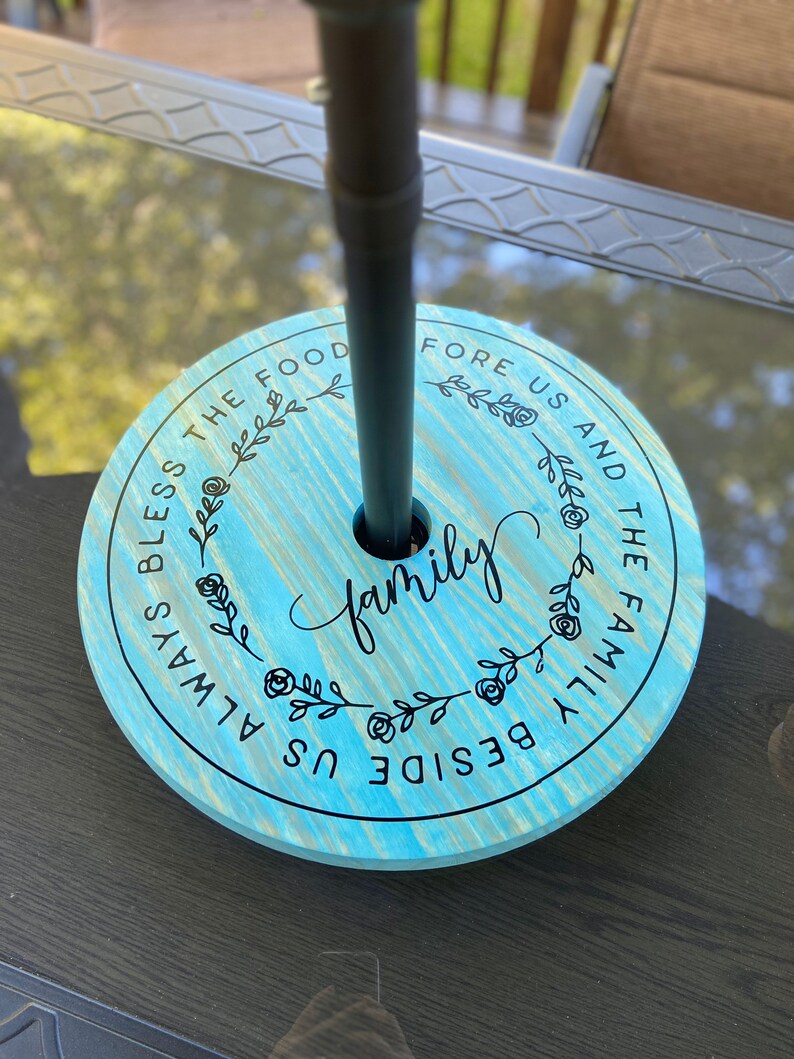 BLESS THE FOOD FORE US AND THE FAMILY BESIDE US ALWAYS
family